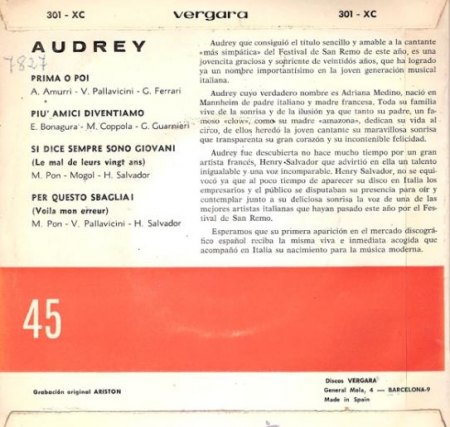 301 - XC vergara 301 - XC
AUDREY
7827
PRIMA O POI
A. Amurri - V. Pallavicini - G. Ferrari
PIU' AMICI DIVENTIAMO
E. Bonagura - M. Coppola - G. Guarnieri
SI DICE SEMPRE SONO GIOVANI
(Le mal de leurs vingt ans)
M. Pon - Mogol - H. Salvador
PER QUESTO SBAGLIAI
(Voila mon erreur)
M. Pon - V. Pallavicini - H. Salvador
Audrey que consiguió el título sencillo y amable a la cantante
«más simpática» del Festival de San Remo de este año, es una
jovencita graciosa y sonriente de veintidós años, que ha logrado
ya un nombre importantísimo en la joven generación musical
italiana.
Audrey cuyo verdadero nombre es Adriana Medino, nació en
Mannheim de padre italiano y madre francesa. Toda su familia
vive de la sonrisa y de la ilusión ya que tanto su padre, un fa-
moso «clow», como su madre «amazona», dedican su vida al
circo, de ellos heredó la joven cantante su maravillosa sonrisa
que transparenta su gran corazón y su incontenible felicidad.
Audrey fue descubierta no hace mucho tiempo por un gran
artista francés, Henry-Salvador que advirtió en ella un talento
inigualable y una voz imcomparable. Henry Salvador, no se equi-
vocó ya que al poco tiempo de aparecer su disco en Italia los
empresarios y el público se disputaban su presencia para oír y
contemplar junto a su deliciosa sonrisa la voz de una de las
mejores artistas italianas que hayan pasado este año por el Fes-
tival de San Remo.
Esperamos que su primera aparición en el mercado discográ-
fico español reciba la misma viva e inmediata acogida que
acompañó en Italia su nacimiento para la música moderna.
45
Grabación original ARISTON
Discos VERGARA
General Mola, 4 — BARCELONA-9
Made in Spain